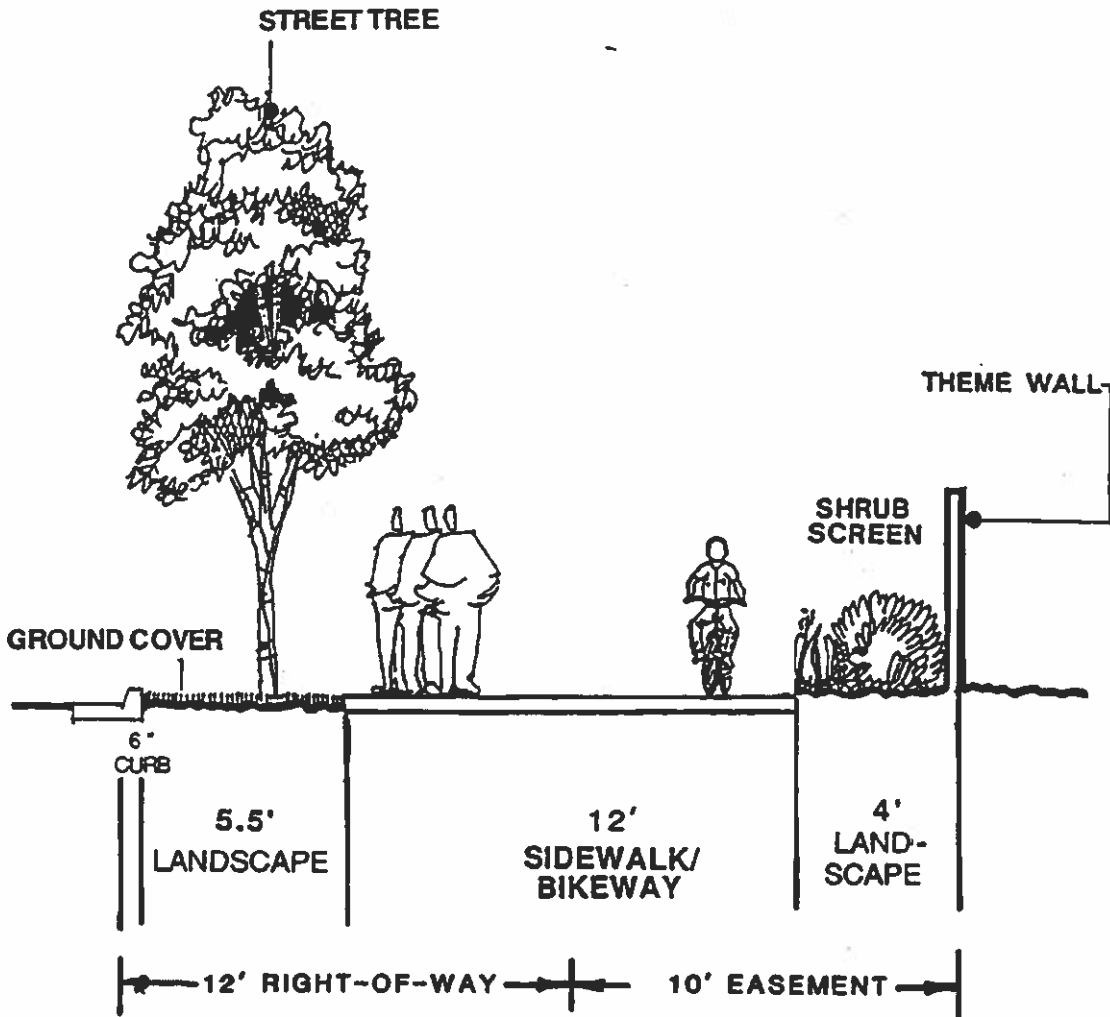 STREET TREE
THEME WALL
SHRUB
SCREEN
GROUND COVER
6"
CURB
5.5'
LANDSCAPE
12'
SIDEWALK/
BIKEWAY
4'
LAND-
SCAPE
12' RIGHT-OF-WAY
10' EASEMENT